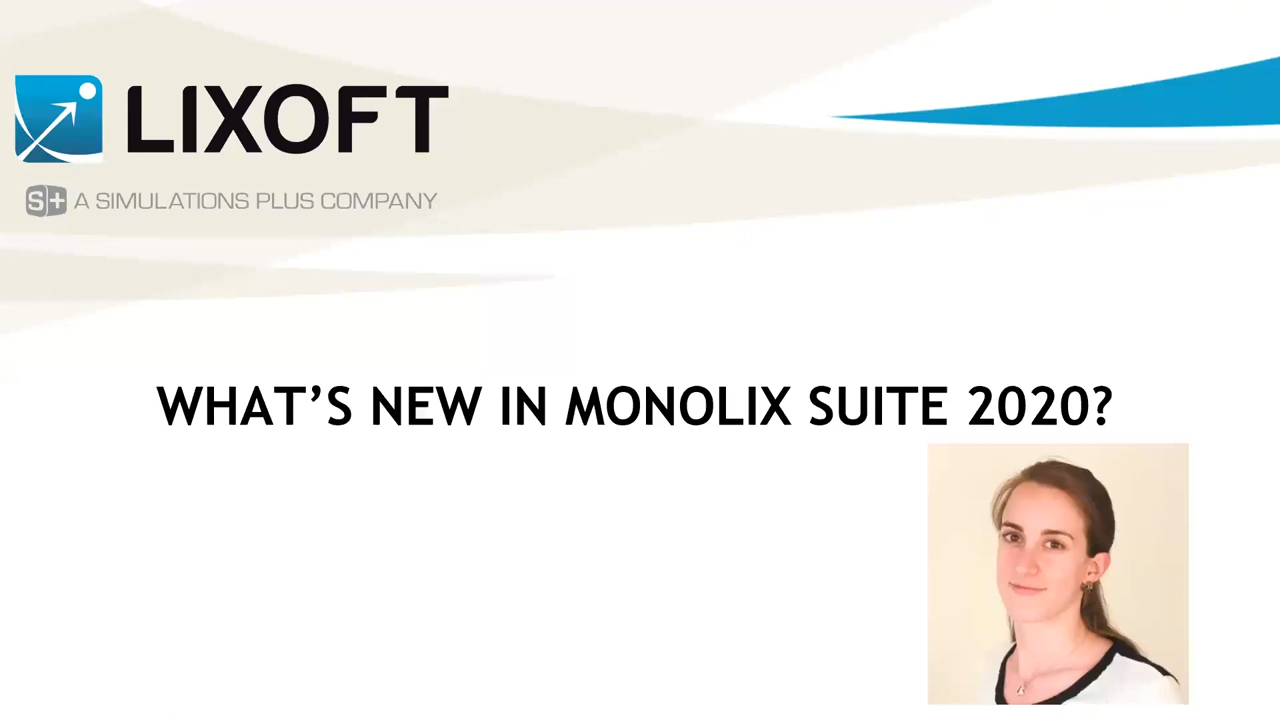 LIXOFT
S+ A SIMULATIONS PLUS COMPANY
WHAT'S NEW IN MONOLIX SUITE 2020?